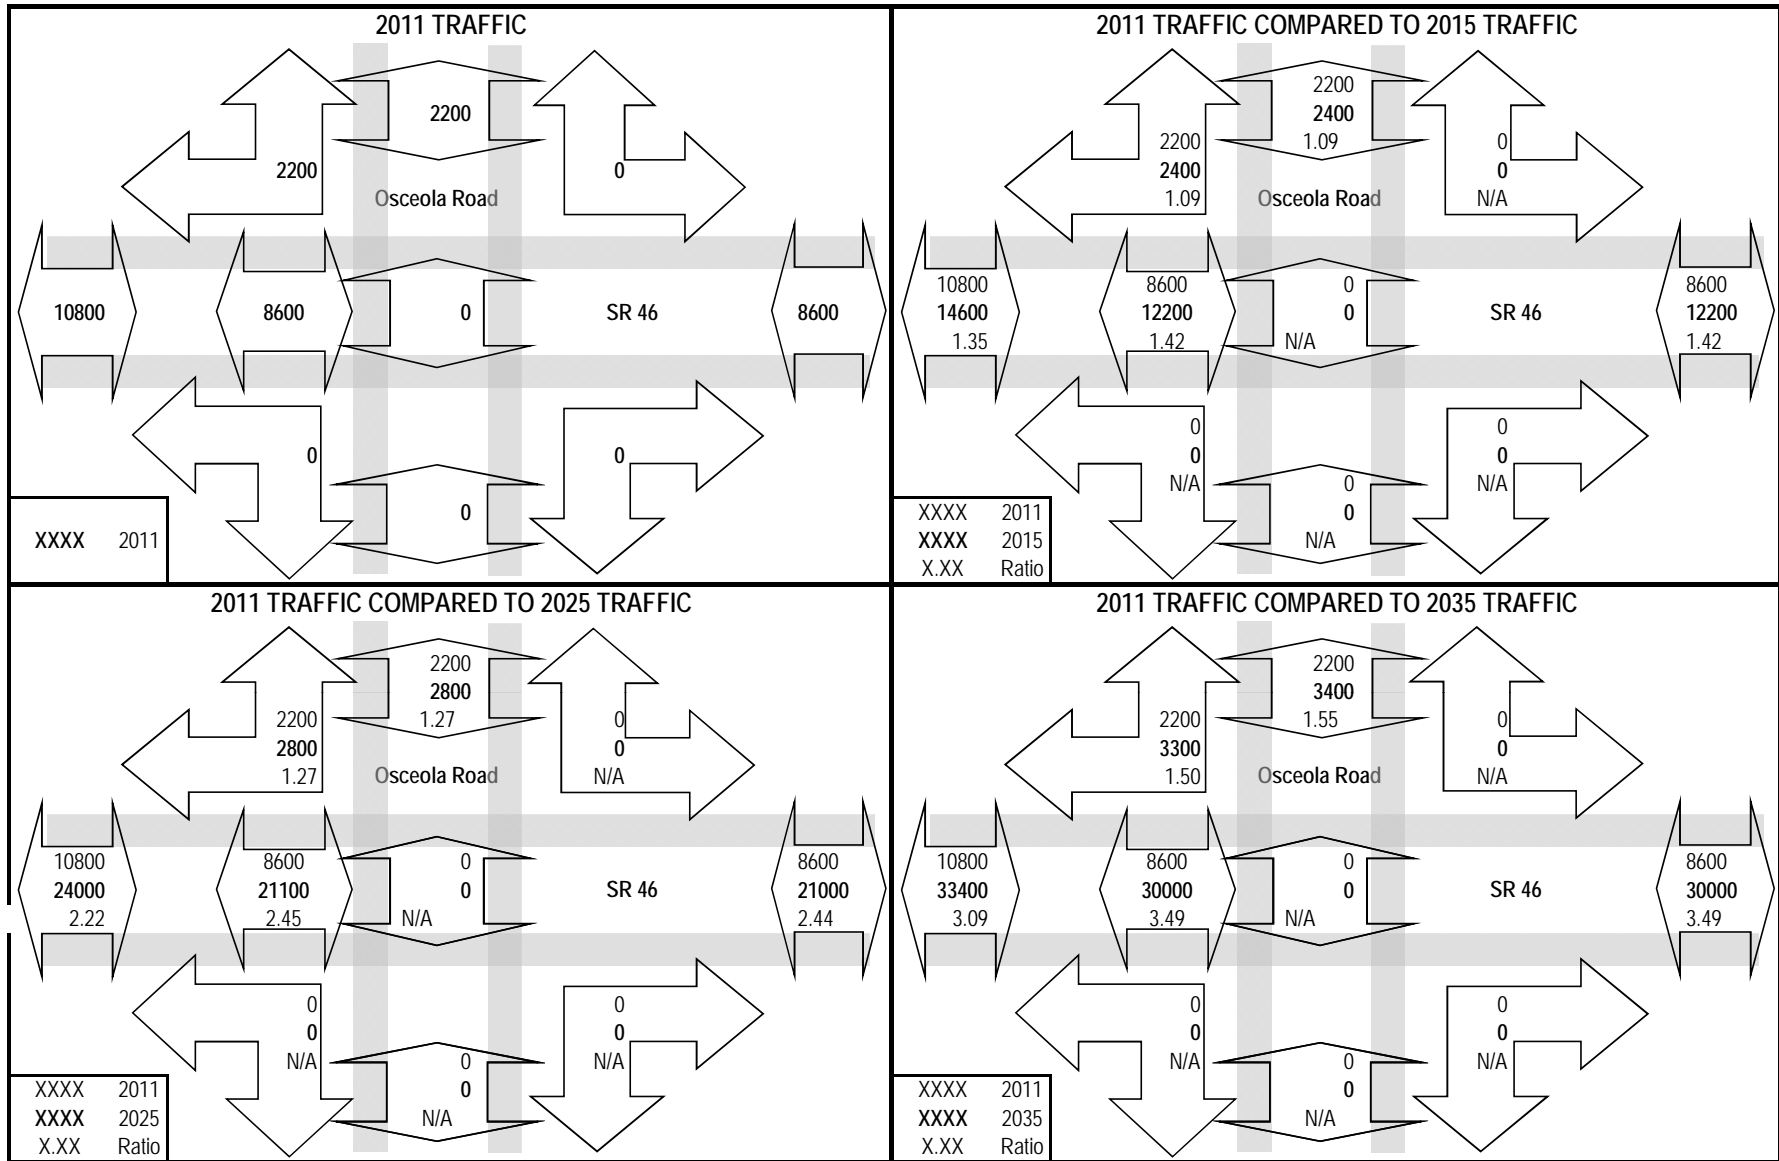 2011 TRAFFIC
2200
2200
0
Osceola Road
10800
8600
0
SR 46
8600
0
0
0
XXXX 2011
2011 TRAFFIC COMPARED TO 2015 TRAFFIC
2200
2400
1.09
2200
2400
1.09
0
0
N/A
Osceola Road
10800
14600
1.35
8600
12200
1.42
0
0
N/A
SR 46
8600
12200
1.42
0
0
N/A
0
0
N/A
0
0
N/A
XXXX 2011
XXXX 2015
X.XX Ratio
2011 TRAFFIC COMPARED TO 2025 TRAFFIC
2200
2800
1.27
2200
2800
1.27
0
0
N/A
Osceola Road
10800
24000
2.22
8600
21100
2.45
0
0
N/A
SR 46
8600
21000
2.44
0
0
N/A
0
0
N/A
0
0
N/A
XXXX 2011
XXXX 2025
X.XX Ratio
2011 TRAFFIC COMPARED TO 2035 TRAFFIC
2200
3400
1.55
2200
3300
1.50
0
0
N/A
Osceola Road
10800
33400
3.09
8600
30000
3.49
0
0
N/A
SR 46
8600
30000
3.49
0
0
N/A
0
0
N/A
0
0
N/A
XXXX 2011
XXXX 2035
X.XX Ratio